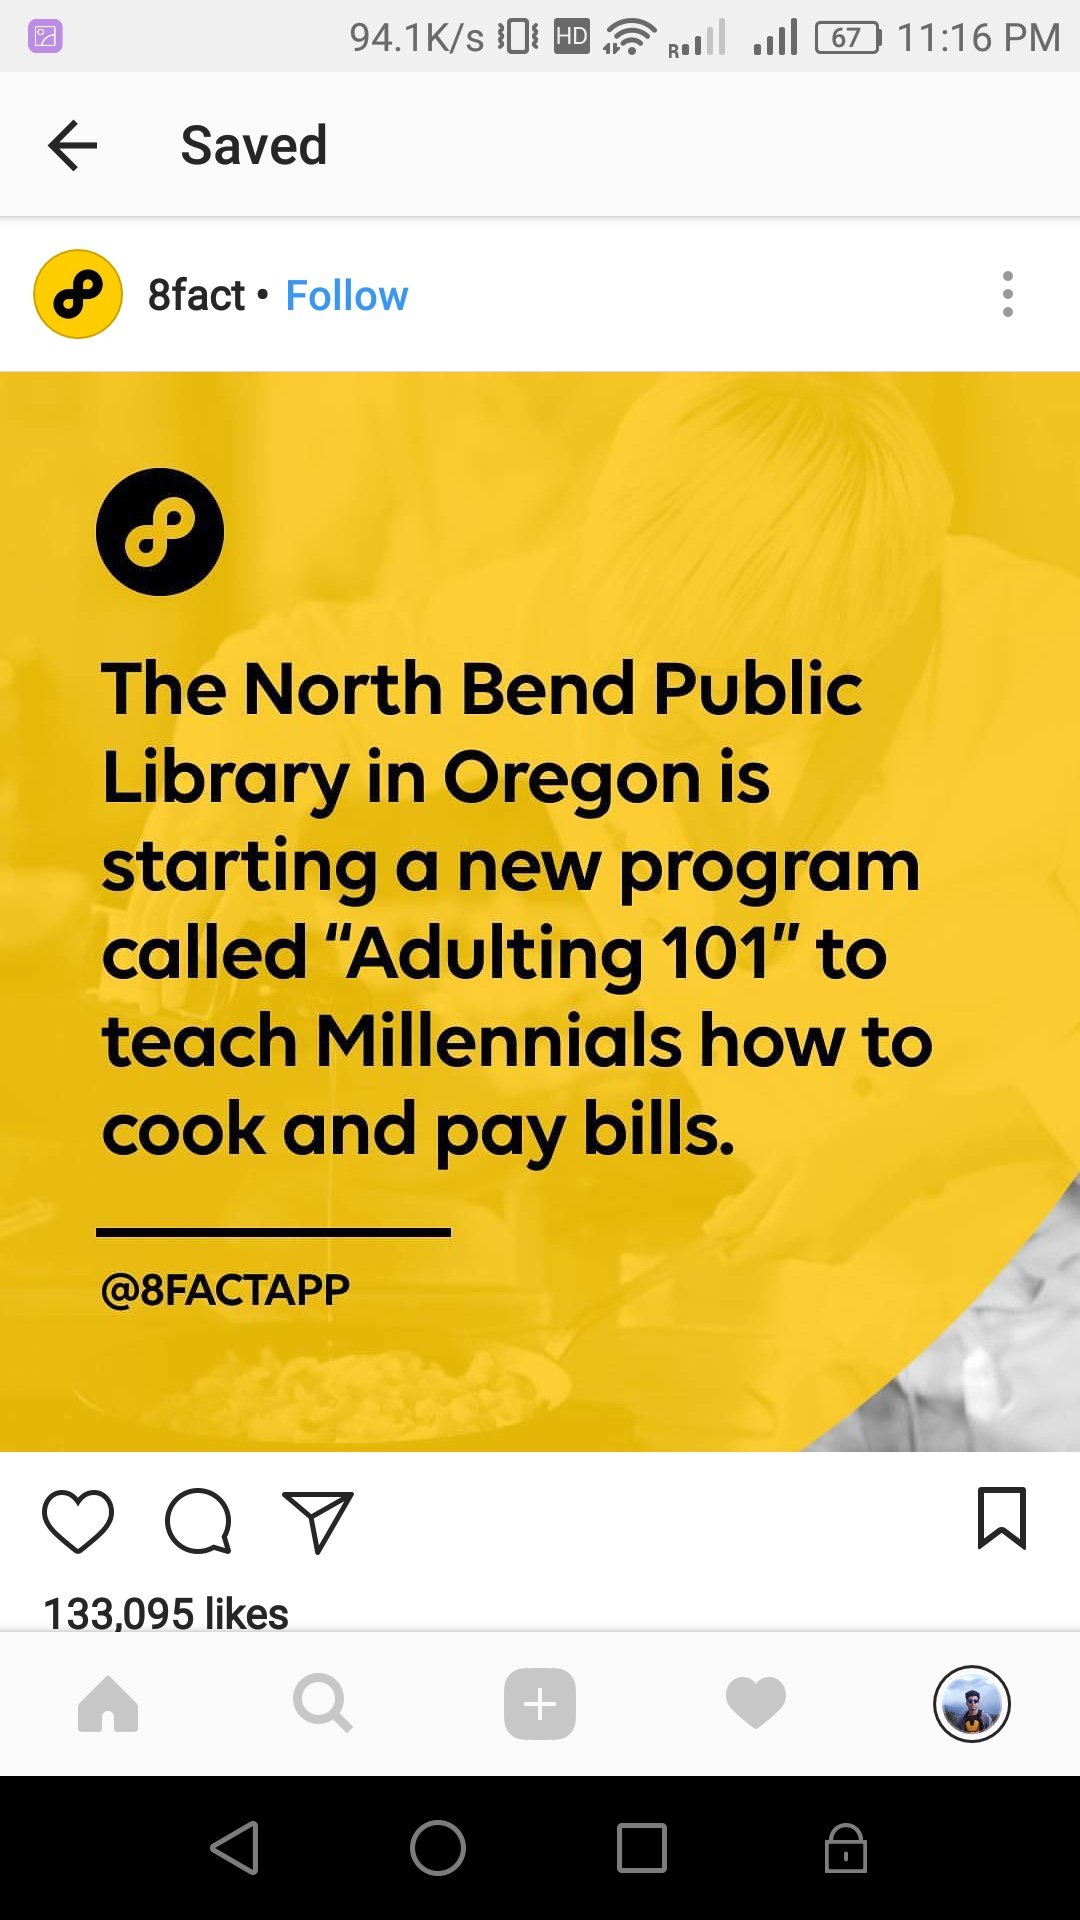 94.1K/s HD R 67 11:16 PM
Saved
8fact • Follow
The North Bend Public
Library in Oregon is
starting a new program
called “Adulting 101” to
teach Millennials how to
cook and pay bills.
@8FACTAPP
133,095 likes